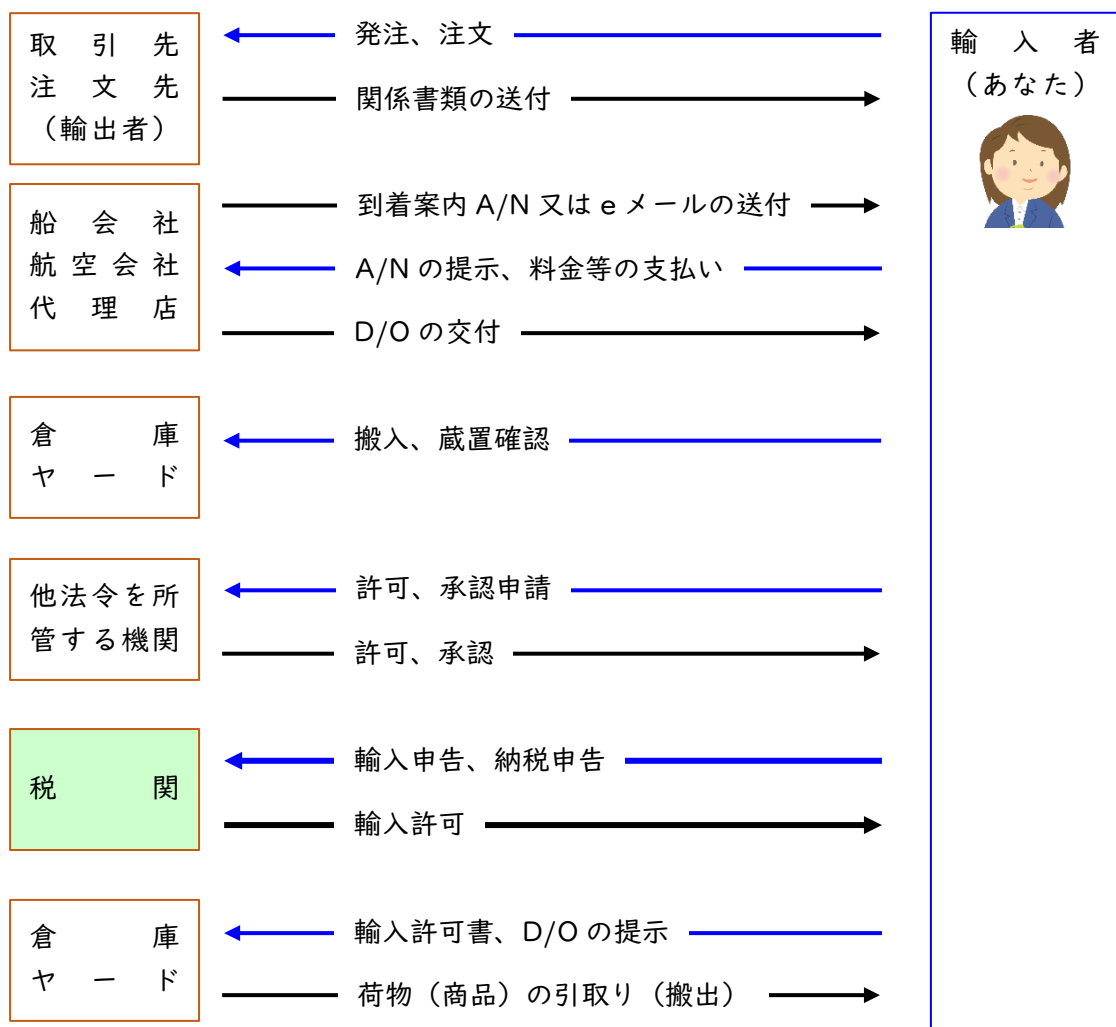 取引先
注文先
（輸出者）
発注、注文
関係書類の送付
輸入者
（あなた）
船会社
航空会社
代理店
到着案内 A/N 又は e メールの送付
A/N の提示、料金等の支払い
D/O の交付
倉庫
ヤード
搬入、蔵置確認
他法令を所
管する機関
許可、承認申請
許可、承認
税関
輸入申告、納税申告
輸入許可
倉庫
ヤード
輸入許可書、D/O の提示
荷物（商品）の引取り（搬出）